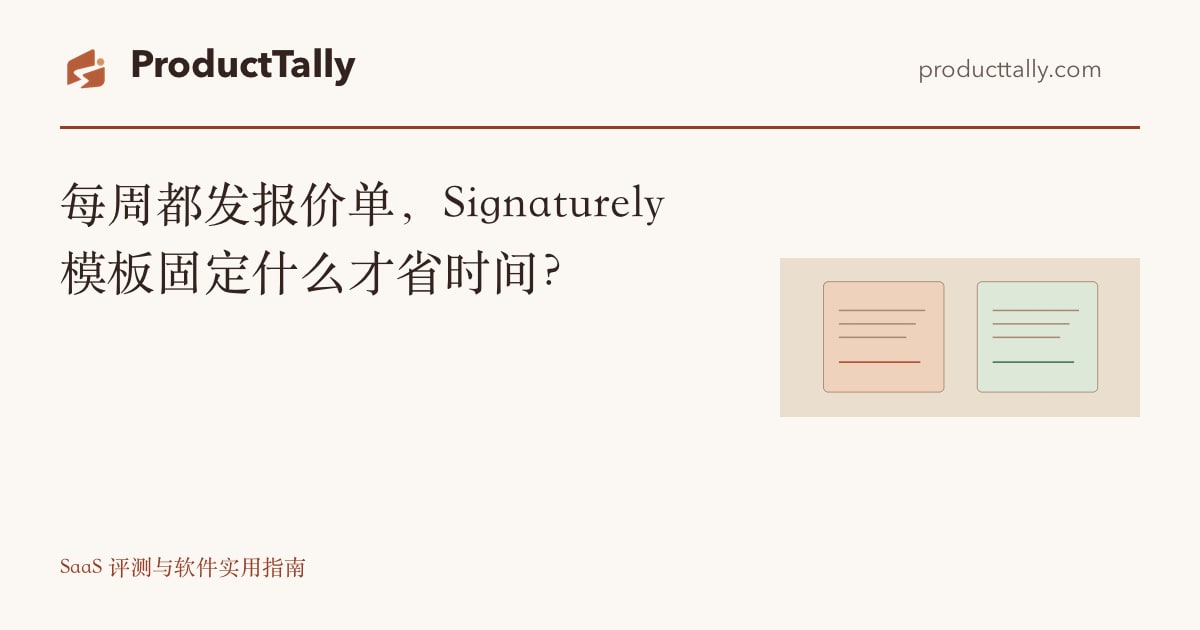 ProductTally
producttally.com
每周都发报价单，Signaturely
模板固定什么才省时间？
SaaS 评测与软件实用指南